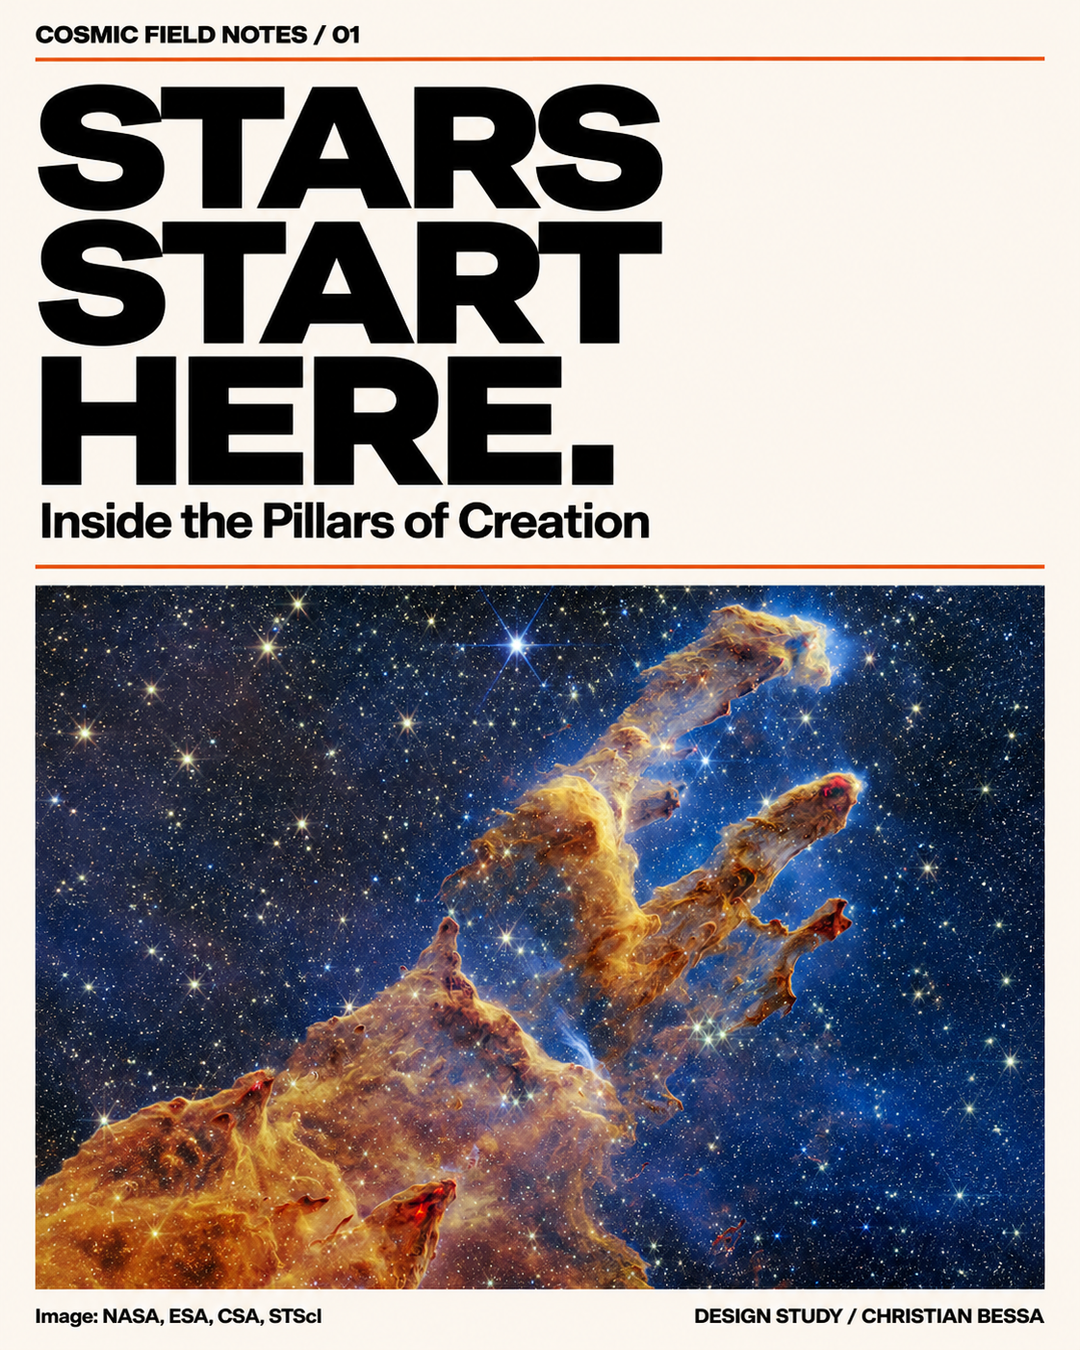 COSMIC FIELD NOTES / 01
STARS
START
HERE.
Inside the Pillars of Creation
Image: NASA, ESA, CSA, STScI
DESIGN STUDY / CHRISTIAN BESSA